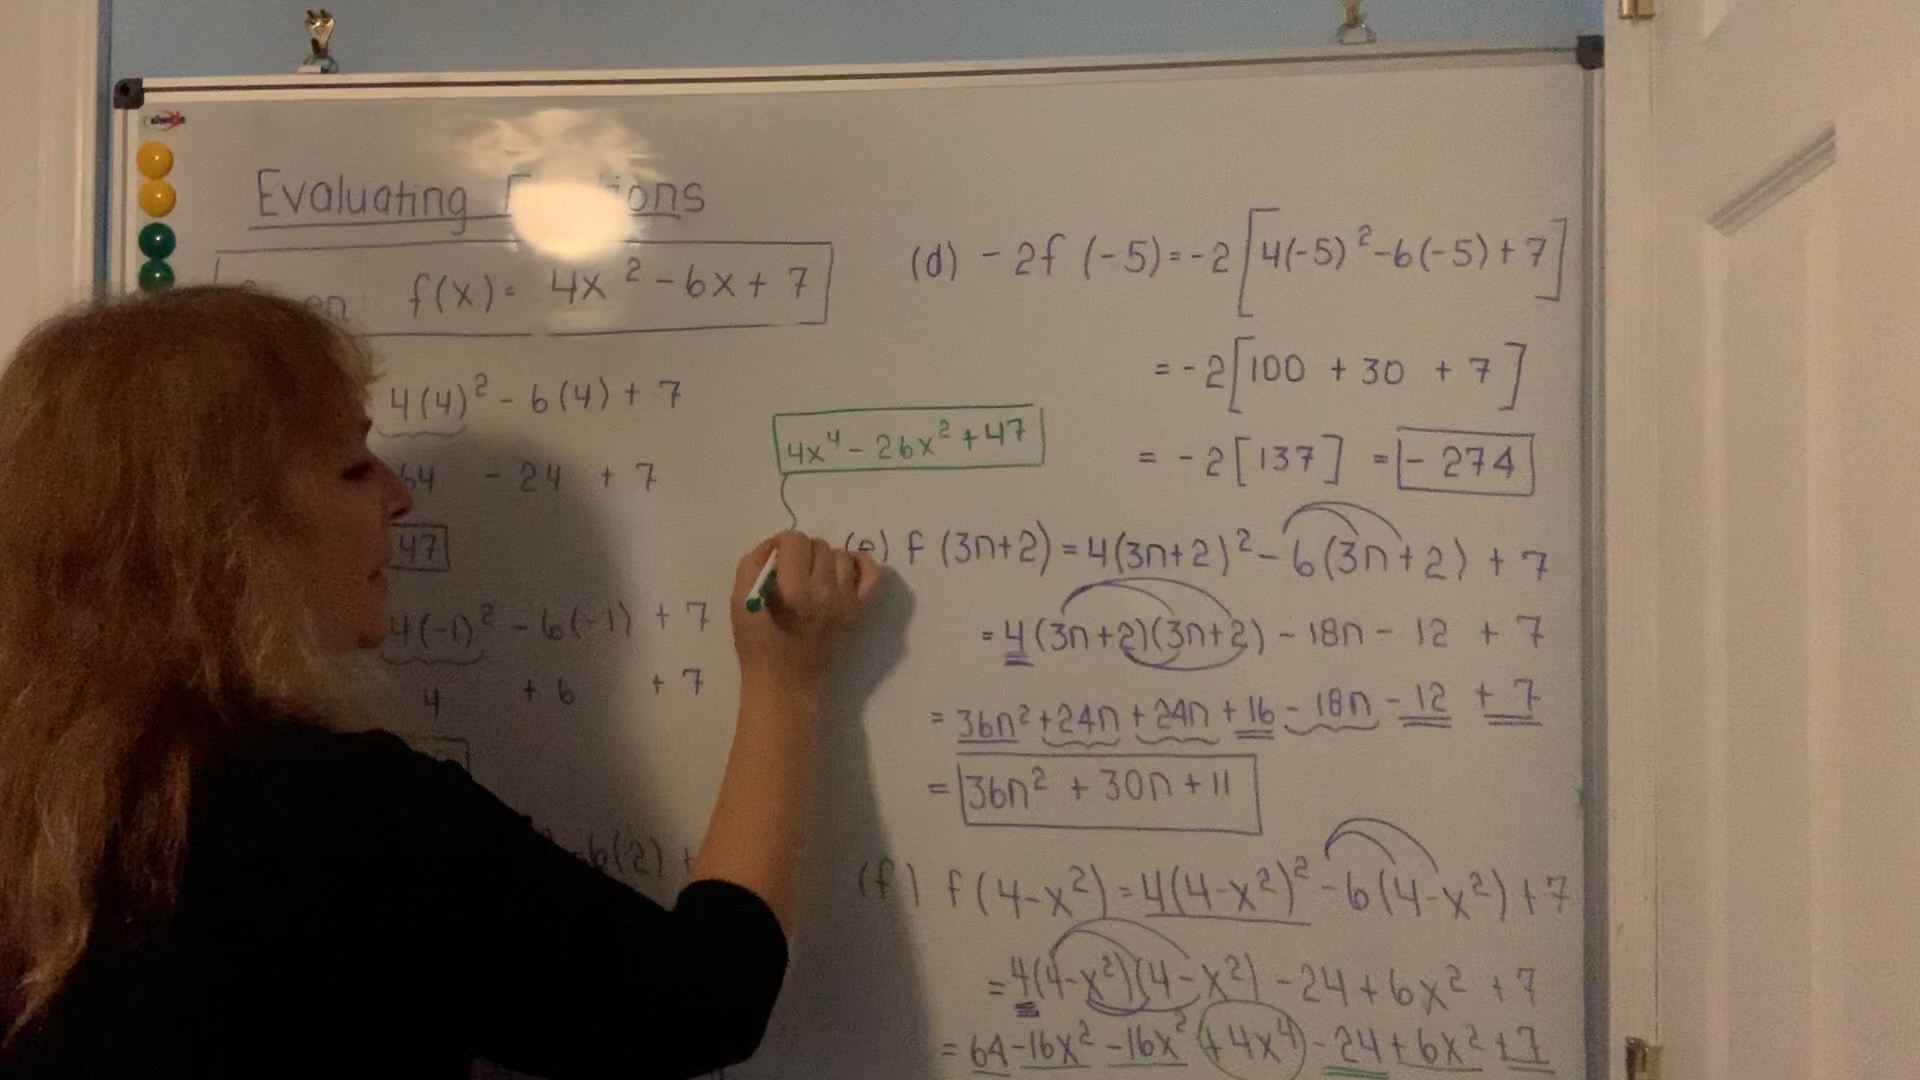 Evaluating
f(x) = 4x² - 6x + 7
4(4)² - 6(4) + 7
64 - 24 + 7
47
4(-1)² - 6(-1) + 7
4 + 6 + 7
-6(2) +
4x⁴ - 26x² + 47
(d) -2f (-5) = -2[4(-5)² - 6(-5) + 7]
= -2[100 + 30 + 7]
= -2[137] = -274
(e) f (3n+2) = 4(3n+2)² - 6(3n+2) + 7
= 4(3n+2)(3n+2) - 18n - 12 + 7
= 36n² + 24n + 24n + 16 - 18n - 12 + 7
= 36n² + 30n + 11
(f) f(4-x²) = 4(4-x²)² - 6(4-x²) + 7
= 4(4-x²)(4-x²) - 24 + 6x² + 7
= 64 - 16x² - 16x² + 4x⁴ - 24 + 6x² + 7